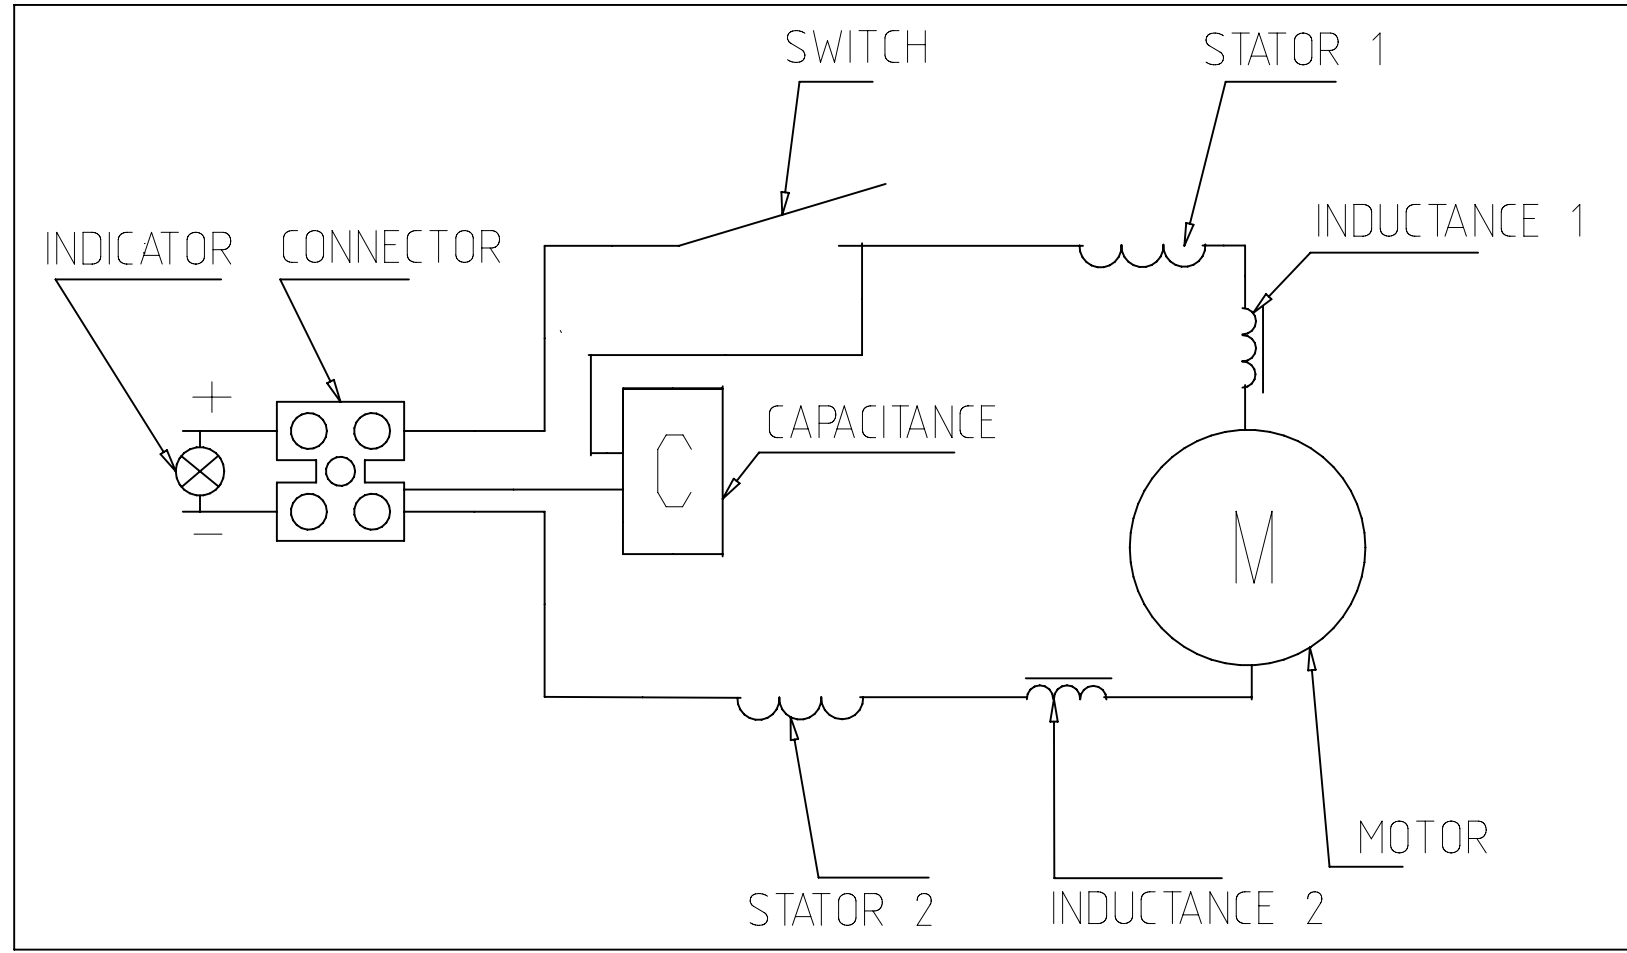 SWITCH
STATOR 1
INDUCTANCE 1
INDICATOR
CONNECTOR
+
CAPACITANCE
C
−
M
MOTOR
STATOR 2
INDUCTANCE 2